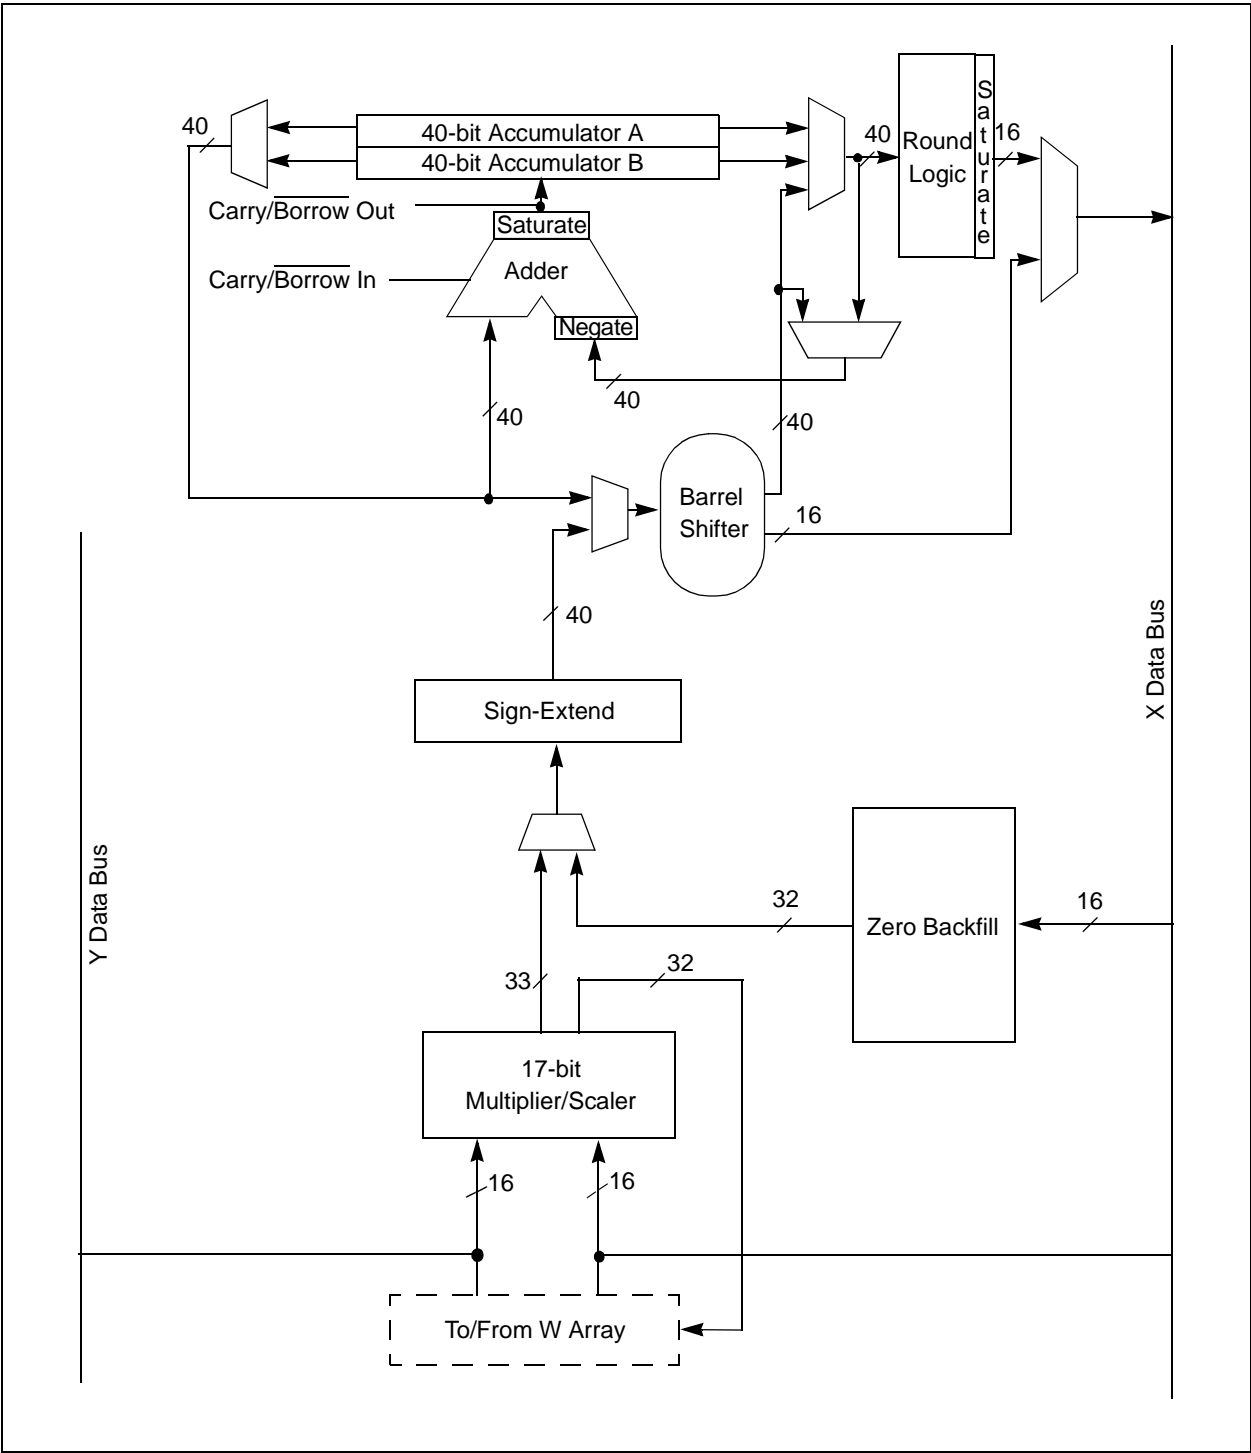 40
40-bit Accumulator A
40-bit Accumulator B
Carry/Borrow Out
Saturate
Carry/Borrow In
Adder
Negate
40
40
40
Round
Logic
Saturate
16
40
Barrel
Shifter
16
40
Sign-Extend
X Data Bus
Y Data Bus
32
Zero Backfill
16
33
32
17-bit
Multiplier/Scaler
16
16
To/From W Array